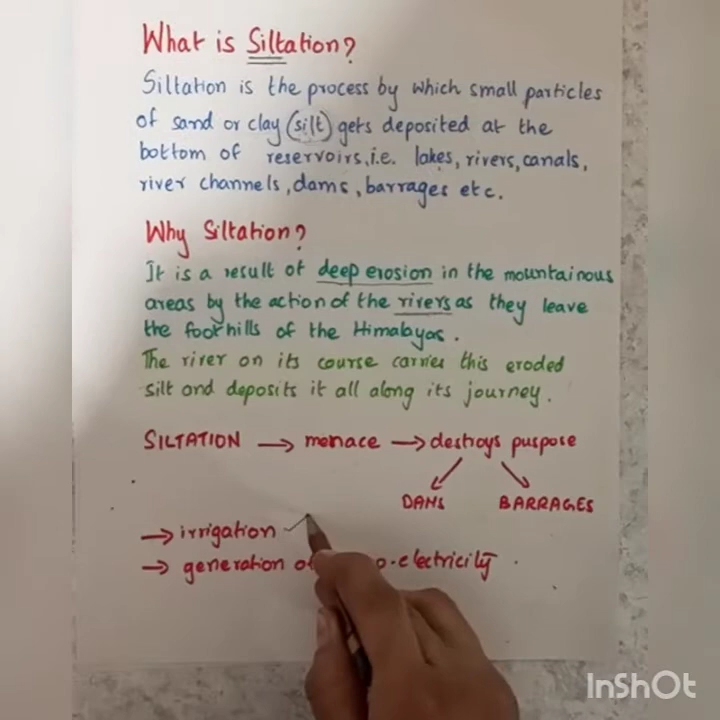 What is Siltation?
Siltation is the process by which small particles
of sand or clay (silt) gets deposited at the
bottom of reservoirs, i.e. lakes, rivers, canals,
river channels, dams, barrages etc.
Why Siltation?
It is a result of deep erosion in the mountainous
areas by the action of the rivers as they leave
the foothills of the Himalayas.
The river on its course carries this eroded
silt and deposits it all along its journey.
SILTATION → menace → destroys puspose
DAMS BARRAGES
→ irrigation
→ generation of o-electricity.
InShOt